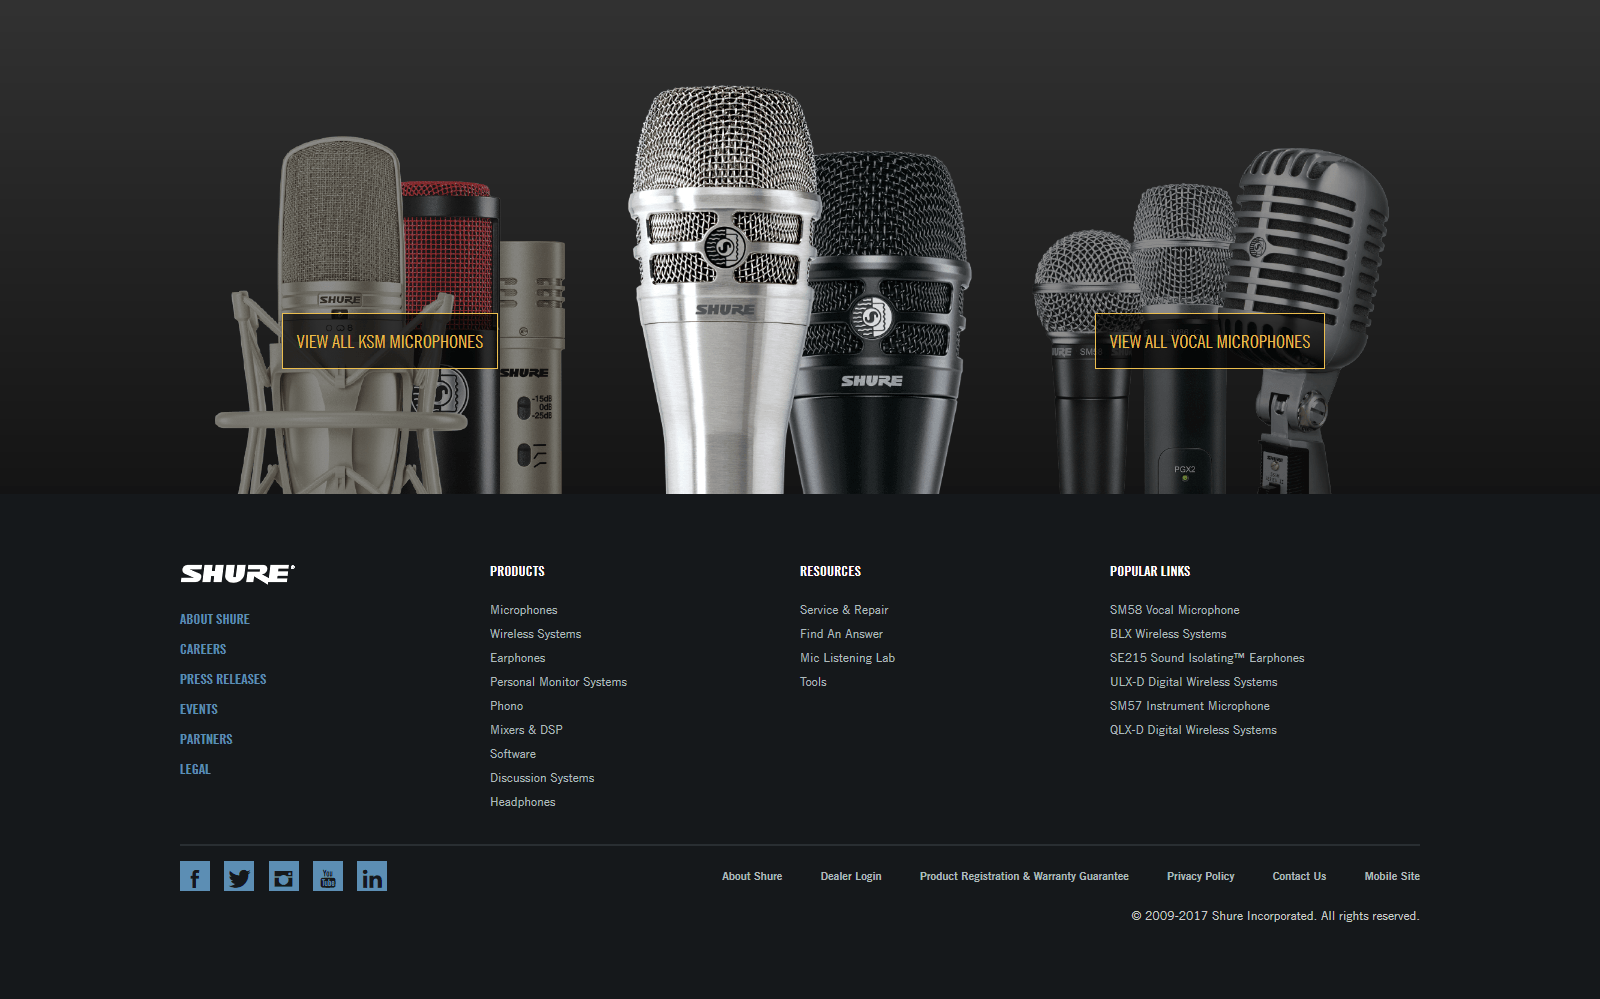 SHURE
SHURE
VIEW ALL KSM MICROPHONES
VIEW ALL VOCAL MICROPHONES
SHURE
-15dB
0dB
-25dB
SHURE
PGX2
SHURE
ABOUT SHURE
CAREERS
PRESS RELEASES
EVENTS
PARTNERS
LEGAL
PRODUCTS
Microphones
Wireless Systems
Earphones
Personal Monitor Systems
Phono
Mixers & DSP
Software
Discussion Systems
Headphones
RESOURCES
Service & Repair
Find An Answer
Mic Listening Lab
Tools
POPULAR LINKS
SM58 Vocal Microphone
BLX Wireless Systems
SE215 Sound Isolating™ Earphones
ULX-D Digital Wireless Systems
SM57 Instrument Microphone
QLX-D Digital Wireless Systems
You
Tube
About Shure
Dealer Login
Product Registration & Warranty Guarantee
Privacy Policy
Contact Us
Mobile Site
© 2009-2017 Shure Incorporated. All rights reserved.